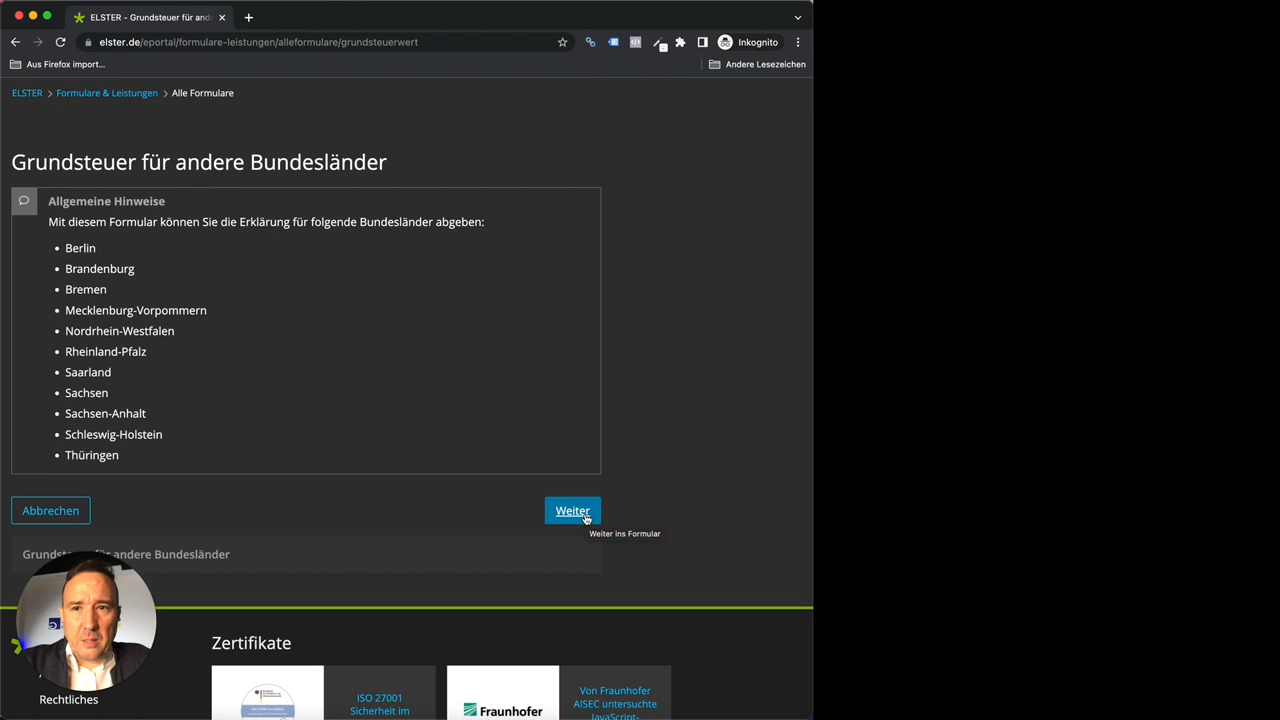 ELSTER - Grundsteuer für and
elster.de/eportal/formulare-leistungen/alleformulare/grundsteuerwert
Inkognito
Aus Firefox import...
Andere Lesezeichen
ELSTER > Formulare & Leistungen > Alle Formulare
Grundsteuer für andere Bundesländer
Allgemeine Hinweise
Mit diesem Formular können Sie die Erklärung für folgende Bundesländer abgeben:
• Berlin
• Brandenburg
• Bremen
• Mecklenburg-Vorpommern
• Nordrhein-Westfalen
• Rheinland-Pfalz
• Saarland
• Sachsen
• Sachsen-Anhalt
• Schleswig-Holstein
• Thüringen
Abbrechen
Weiter
Weiter ins Formular
Grundsteuer für andere Bundesländer
Zertifikate
Rechtliches
ISO 27001
Sicherheit im
Fraunhofer
Von Fraunhofer
AISEC untersuchte
JavaScript-